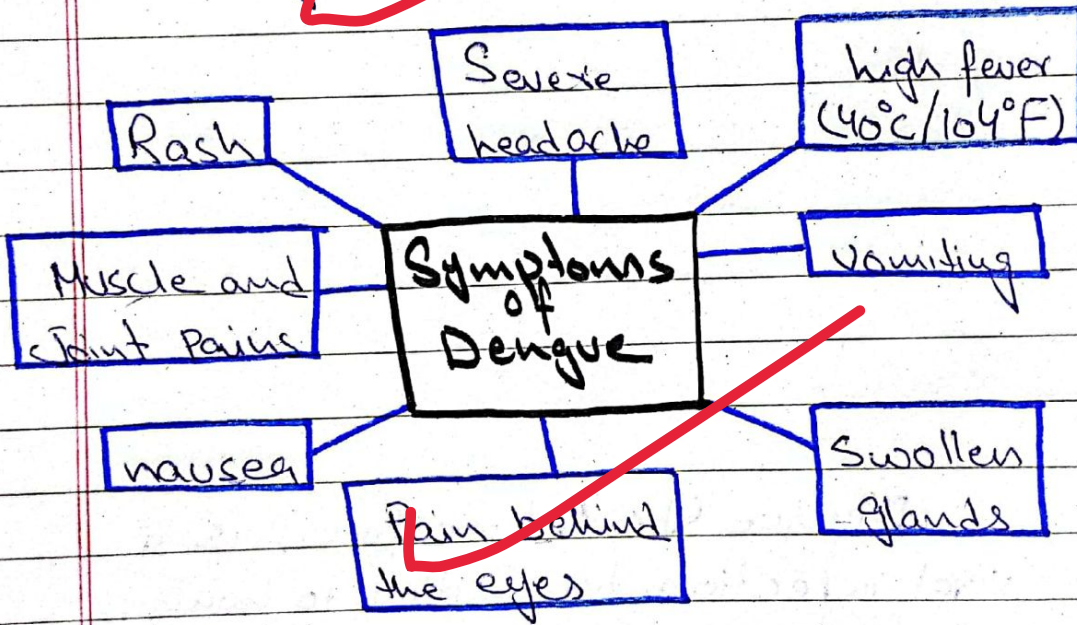 Severe
headache
high fever
(40°C/104°F)
Rash
Symptoms
of
Dengue
vomiting
Muscle and
Joint Pains
nausea
Pain behind
the eyes
Swollen
glands